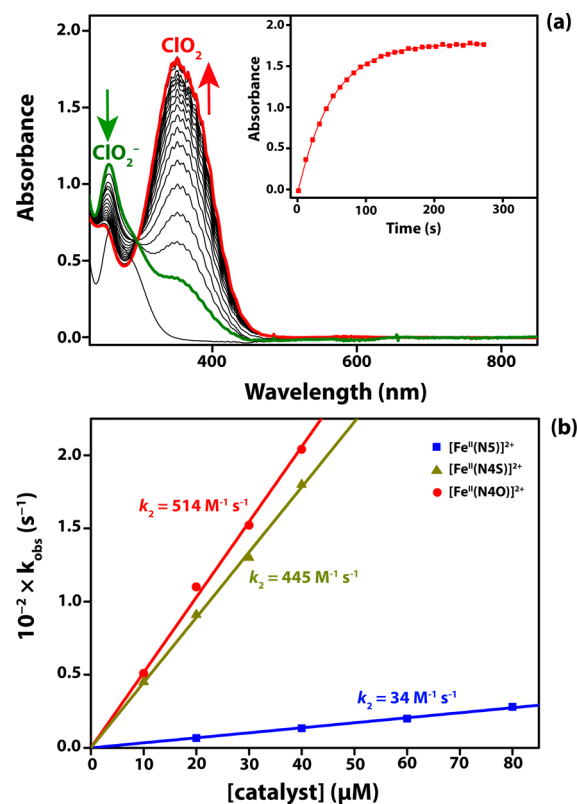 (a)
2.0
1.5
1.0
0.5
0.0
Absorbance
ClO₂
ClO₂⁻
2.0
1.5
1.0
0.5
0.0
Absorbance
0 100 200 300
Time (s)
400 600 800
Wavelength (nm)
(b)
2.0
1.5
1.0
0.5
0.0
10⁻² × kobs (s⁻¹)
[Feᴵᴵ(N5)]²⁺
[Feᴵᴵ(N4S)]²⁺
[Feᴵᴵ(N4O)]²⁺
k₂ = 514 M⁻¹ s⁻¹
k₂ = 445 M⁻¹ s⁻¹
k₂ = 34 M⁻¹ s⁻¹
0 10 20 30 40 50 60 70 80
[catalyst] (μM)